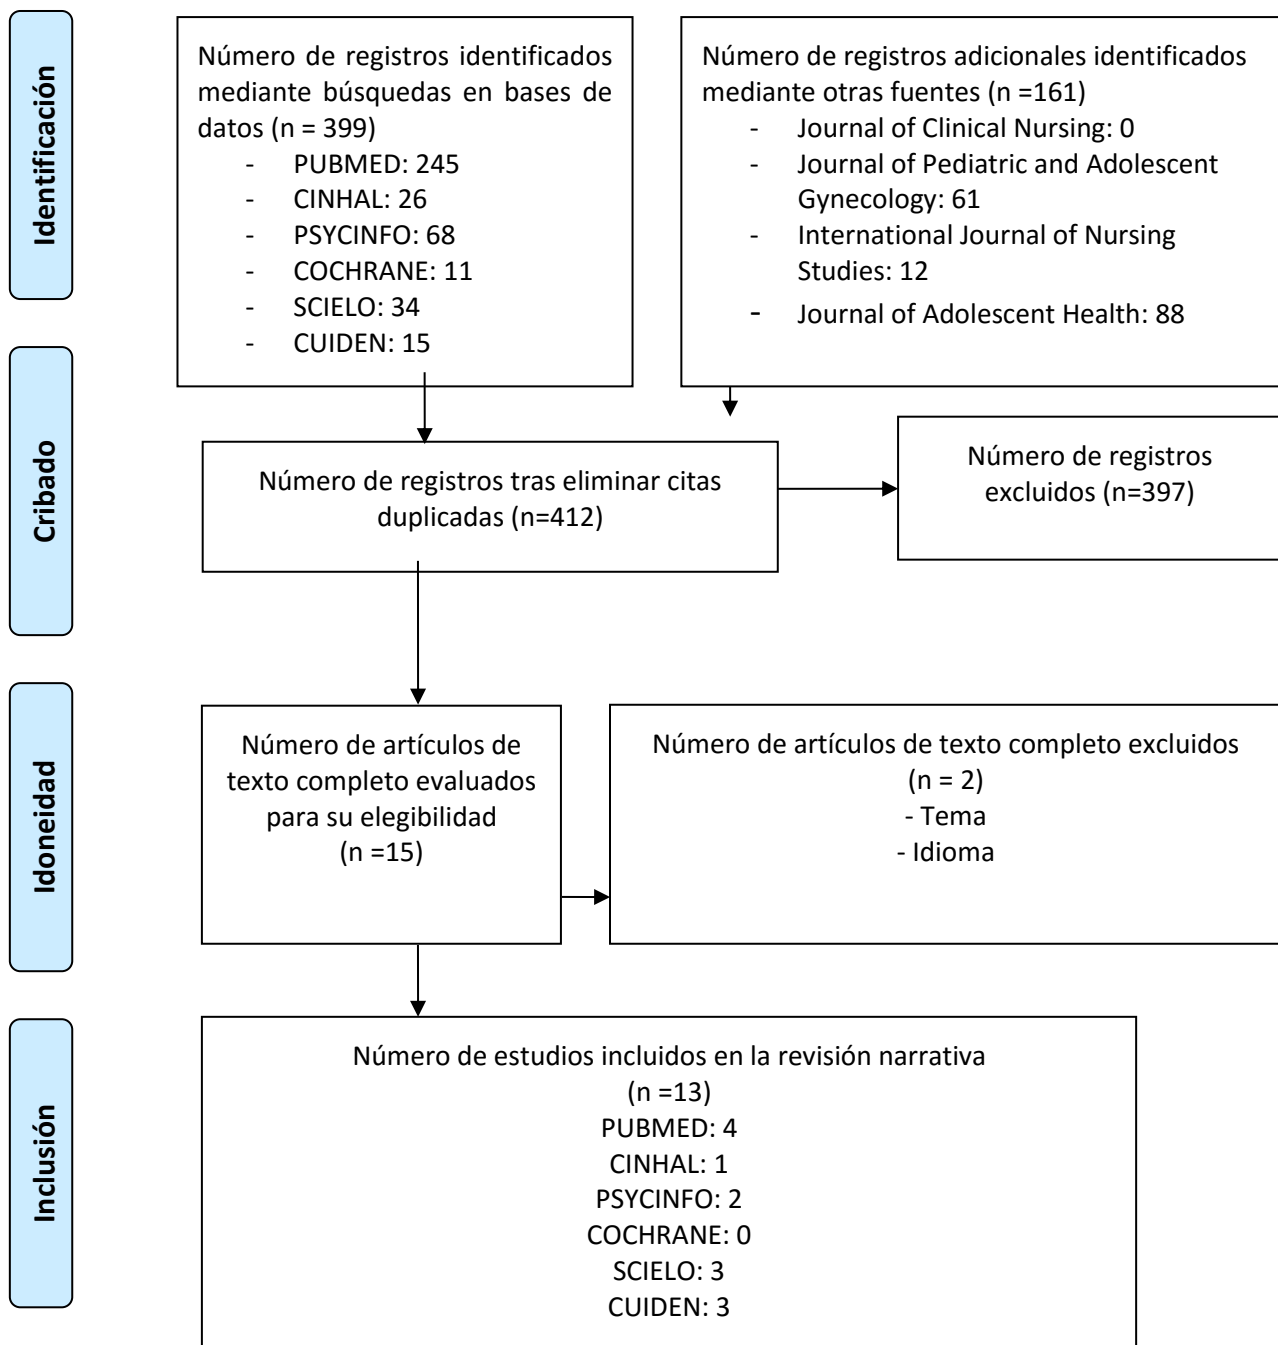 Identificación
Número de registros identificados
mediante búsquedas en bases de
datos (n = 399)
- PUBMED: 245
- CINHAL: 26
- PSYCINFO: 68
- COCHRANE: 11
- SCIELO: 34
- CUIDEN: 15
Número de registros adicionales identificados
mediante otras fuentes (n =161)
- Journal of Clinical Nursing: 0
- Journal of Pediatric and Adolescent
Gynecology: 61
- International Journal of Nursing
Studies: 12
- Journal of Adolescent Health: 88
Cribado
Número de registros tras eliminar citas
duplicadas (n=412)
Número de registros
excluidos (n=397)
Idoneidad
Número de artículos de
texto completo evaluados
para su elegibilidad
(n =15)
Número de artículos de texto completo excluidos
(n = 2)
- Tema
- Idioma
Inclusión
Número de estudios incluidos en la revisión narrativa
(n =13)
PUBMED: 4
CINHAL: 1
PSYCINFO: 2
COCHRANE: 0
SCIELO: 3
CUIDEN: 3